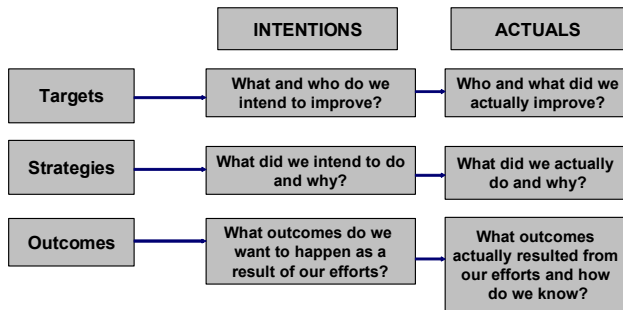 INTENTIONS
ACTUALS
Targets
What and who do we
intend to improve?
Who and what did we
actually improve?
Strategies
What did we intend to do
and why?
What did we actually
do and why?
Outcomes
What outcomes do we
want to happen as a
result of our efforts?
What outcomes
actually resulted from
our efforts and how
do we know?